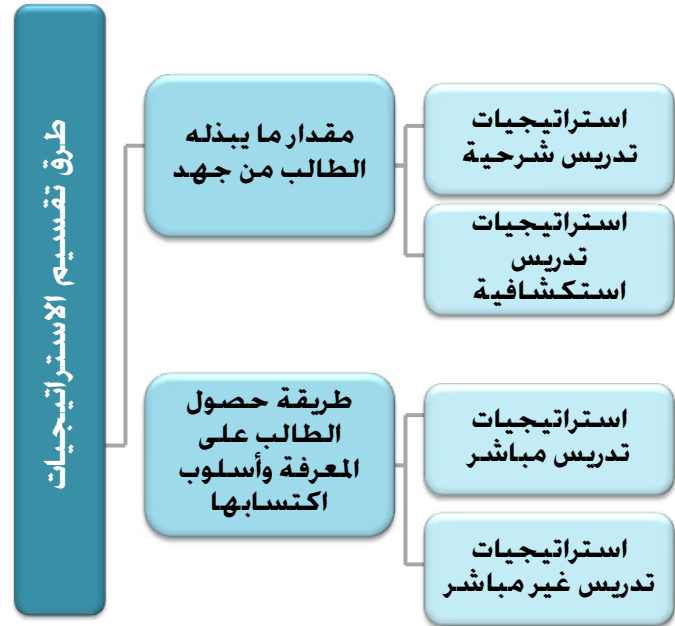 طرق تقسيم الاستراتيجيات
مقدار ما يبذله
الطالب من جهد
استراتيجيات
تدريس شرحية
استراتيجيات
تدريس
استكشافية
طريقة حصول
الطالب على
المعرفة وأسلوب
اكتسابها
استراتيجيات
تدريس مباشر
استراتيجيات
تدريس غير مباشر